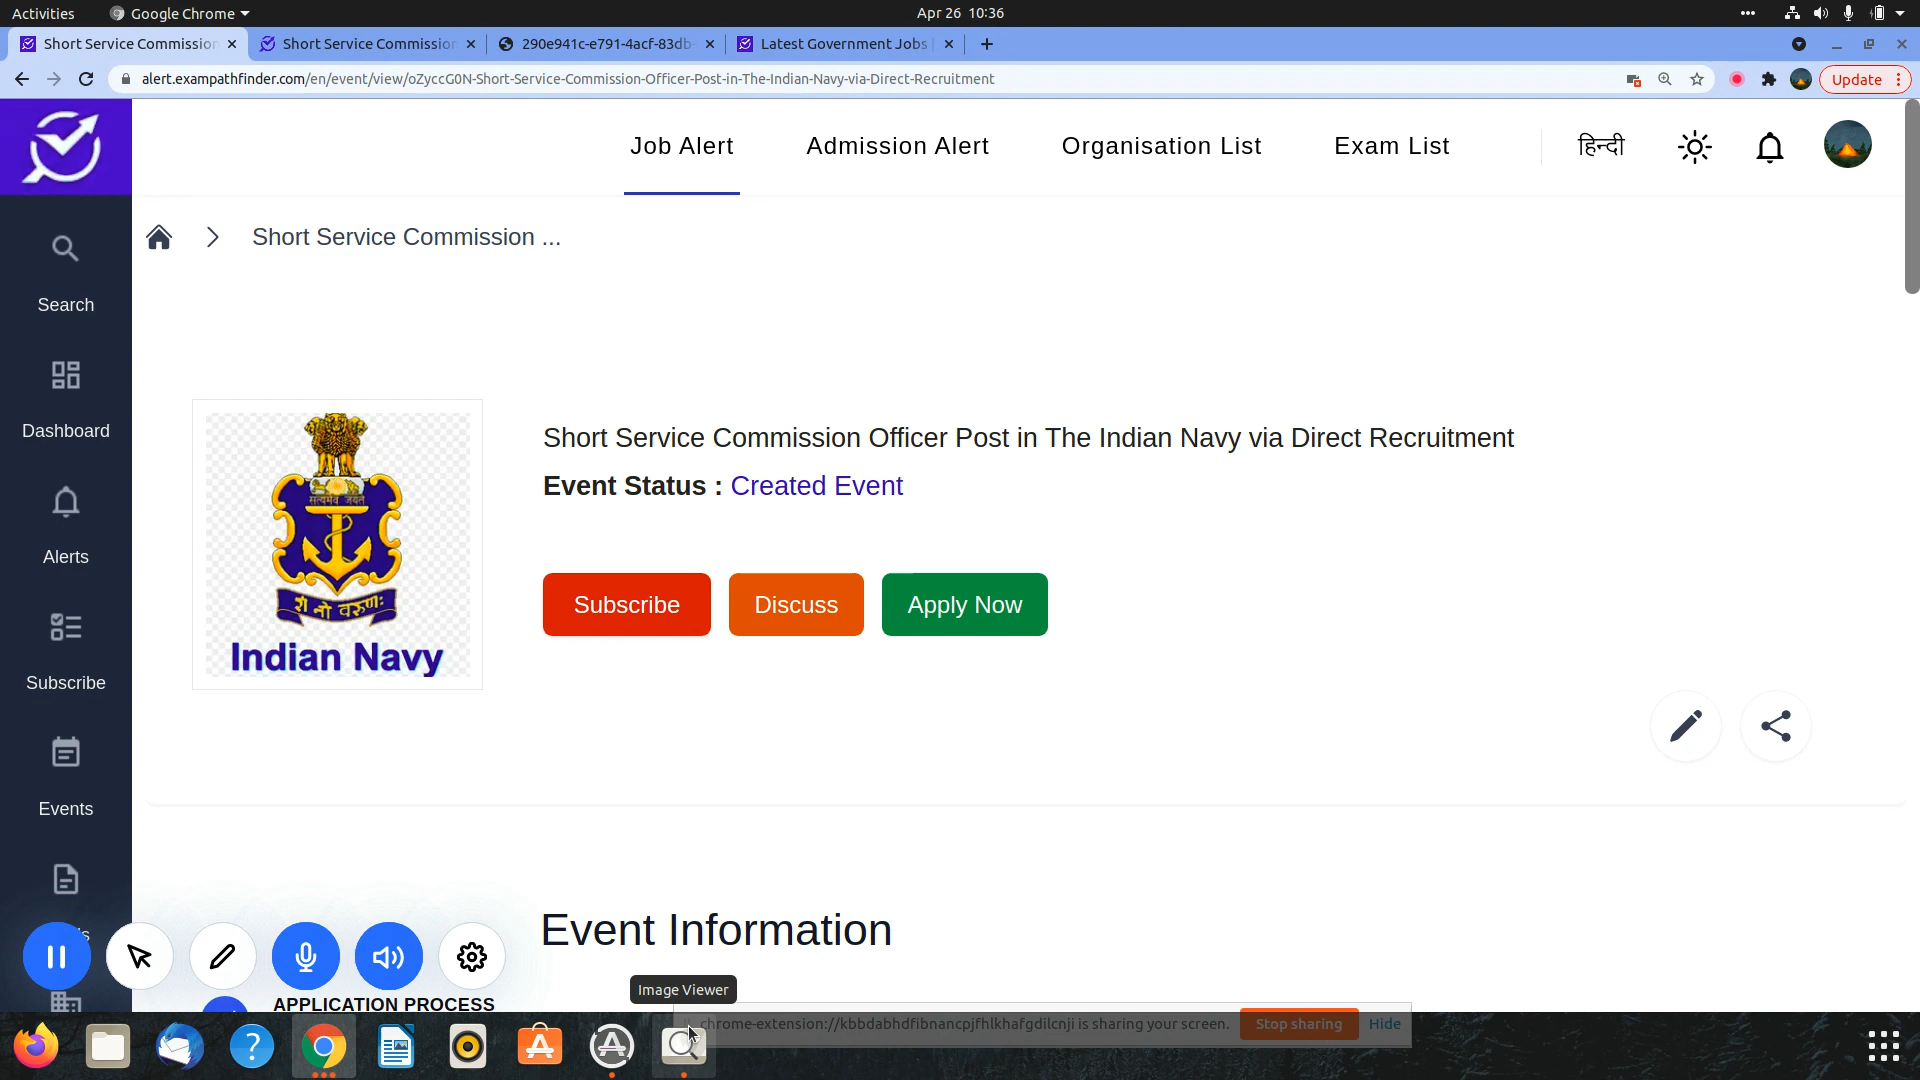 Activities
Google Chrome
Apr 26 10:36
Short Service Commission
Short Service Commission
290e941c-e791-4acf-83db-
Latest Government Jobs
alert.exampathfinder.com/en/event/view/oZyccG0N-Short-Service-Commission-Officer-Post-in-The-Indian-Navy-via-Direct-Recruitment
Update
Job Alert
Admission Alert
Organisation List
Exam List
हिन्दी
Short Service Commission ...
Search
Dashboard
Alerts
Subscribe
Events
सत्यमेव जयते
शं नो वरुणः
Indian Navy
Short Service Commission Officer Post in The Indian Navy via Direct Recruitment
Event Status : Created Event
Subscribe
Discuss
Apply Now
Event Information
APPLICATION PROCESS
Image Viewer
chrome-extension://kbbdabhdfibnancpjfhlkhafgdilcnji is sharing your screen.
Stop sharing
Hide